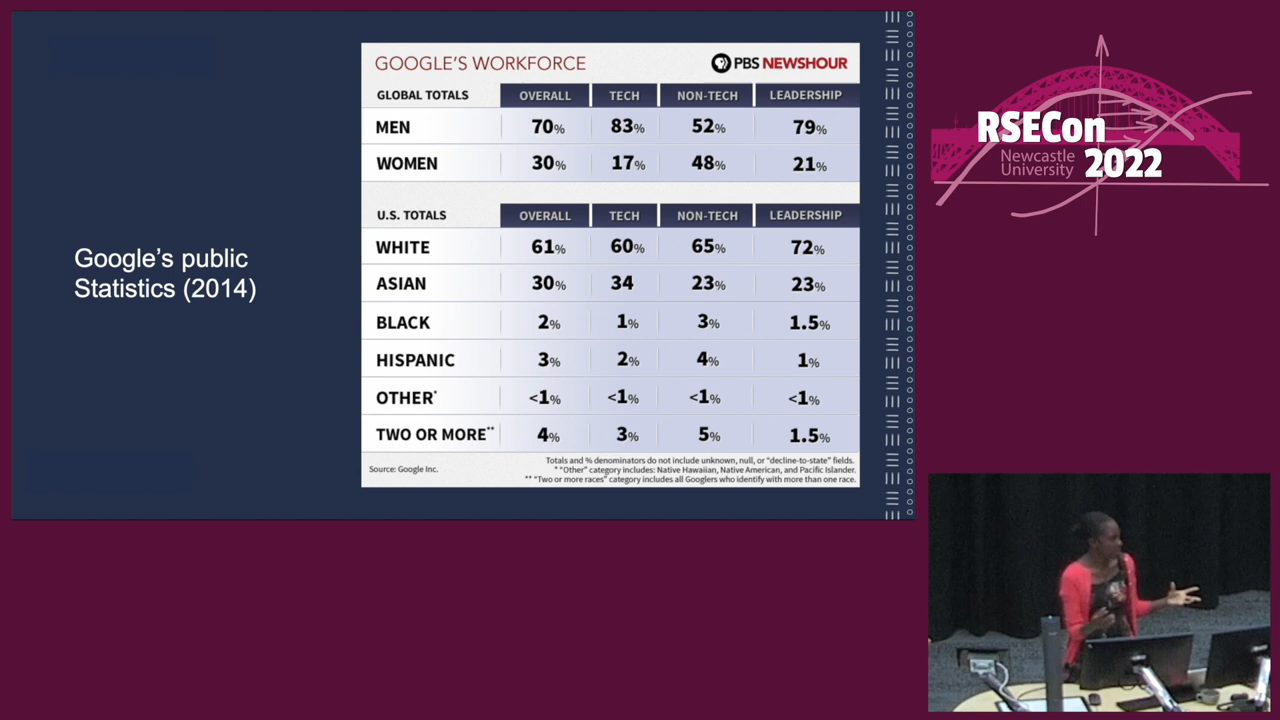 Google's public
Statistics (2014)
GOOGLE'S WORKFORCE
PBS NEWSHOUR
GLOBAL TOTALS OVERALL TECH NON-TECH LEADERSHIP
MEN 70% 83% 52% 79%
WOMEN 30% 17% 48% 21%
U.S. TOTALS OVERALL TECH NON-TECH LEADERSHIP
WHITE 61% 60% 65% 72%
ASIAN 30% 34 23% 23%
BLACK 2% 1% 3% 1.5%
HISPANIC 3% 2% 4% 1%
OTHER* <1% <1% <1% <1%
TWO OR MORE** 4% 3% 5% 1.5%
Source: Google Inc.
Totals and % denominators do not include unknown, null, or "decline-to-state" fields.
* "Other" category includes: Native Hawaiian, Native American, and Pacific Islander.
** "Two or more races" category includes all Googlers who identify with more than one race.
RSECon
Newcastle
University
2022